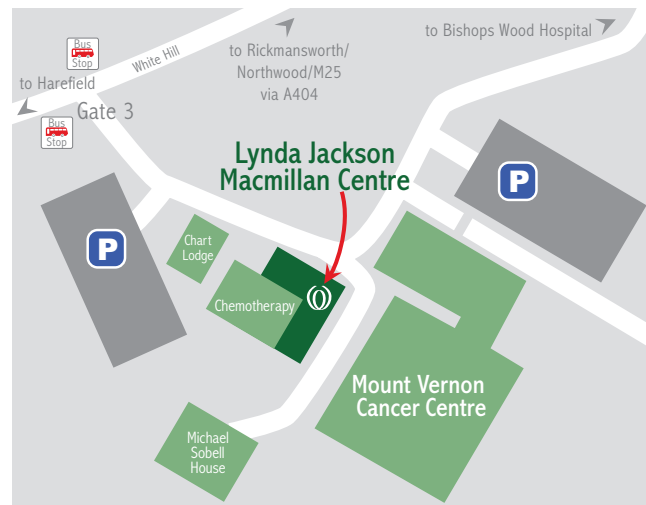 to Bishops Wood Hospital
Bus
Stop
White Hill
to Rickmansworth/
Northwood/M25
via A404
to Harefield
Gate 3
Bus
Stop
Lynda Jackson
Macmillan Centre
P
P
Chart
Lodge
Chemotherapy
Mount Vernon
Cancer Centre
Michael
Sobell
House